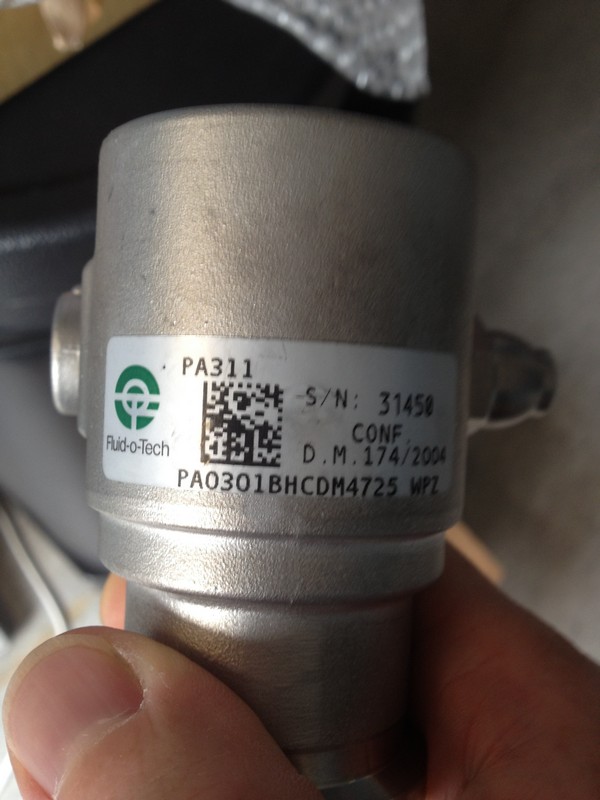 PA311
S/N: 31450
CONF.
D.M.174/2004
Fluid-o-Tech
PA0301BHCDM4725 WPZ